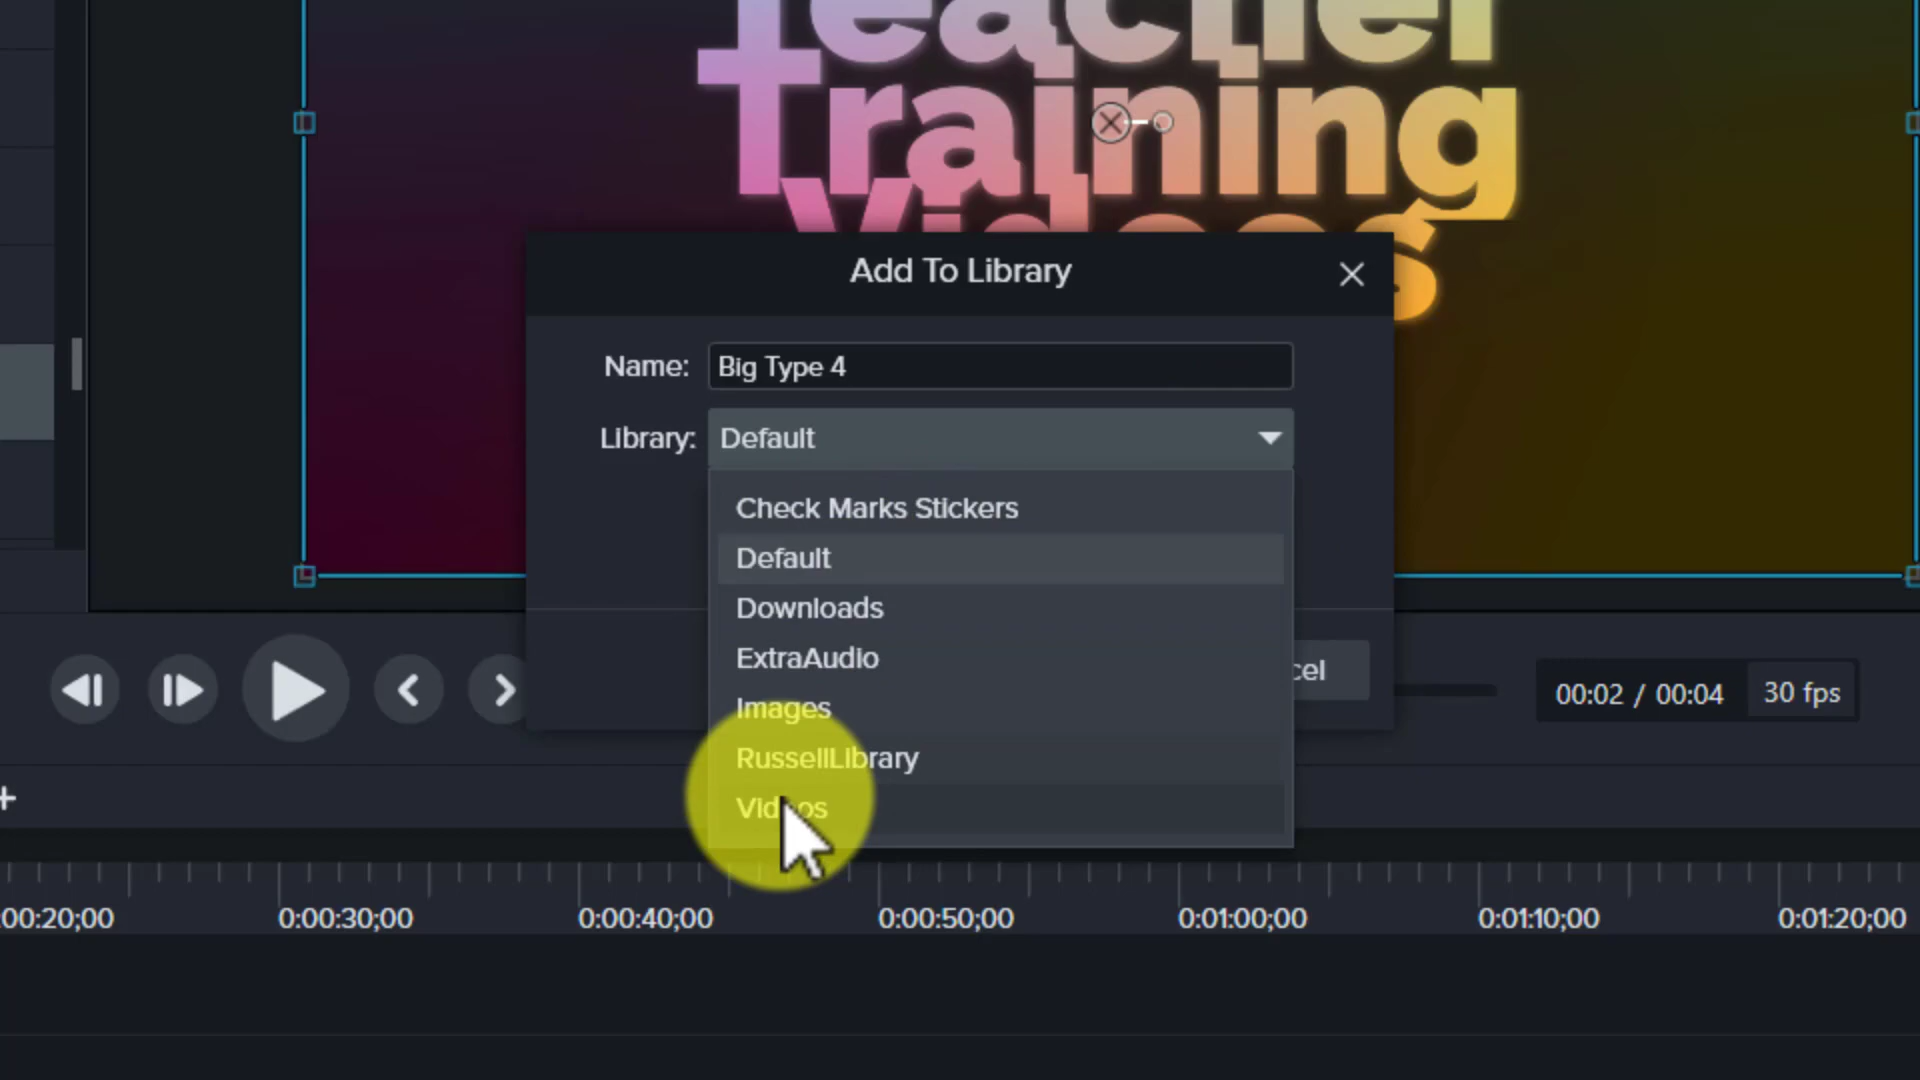 Teacher
Training
Videos
Add To Library
Name: Big Type 4
Library: Default
Check Marks Stickers
Default
Downloads
ExtraAudio
Images
RussellLibrary
Videos
cel
00:02 / 00:04 30 fps
00:20;00 0:00:30;00 0:00:40;00 0:00:50;00 0:01:00;00 0:01:10;00 0:01:20;00